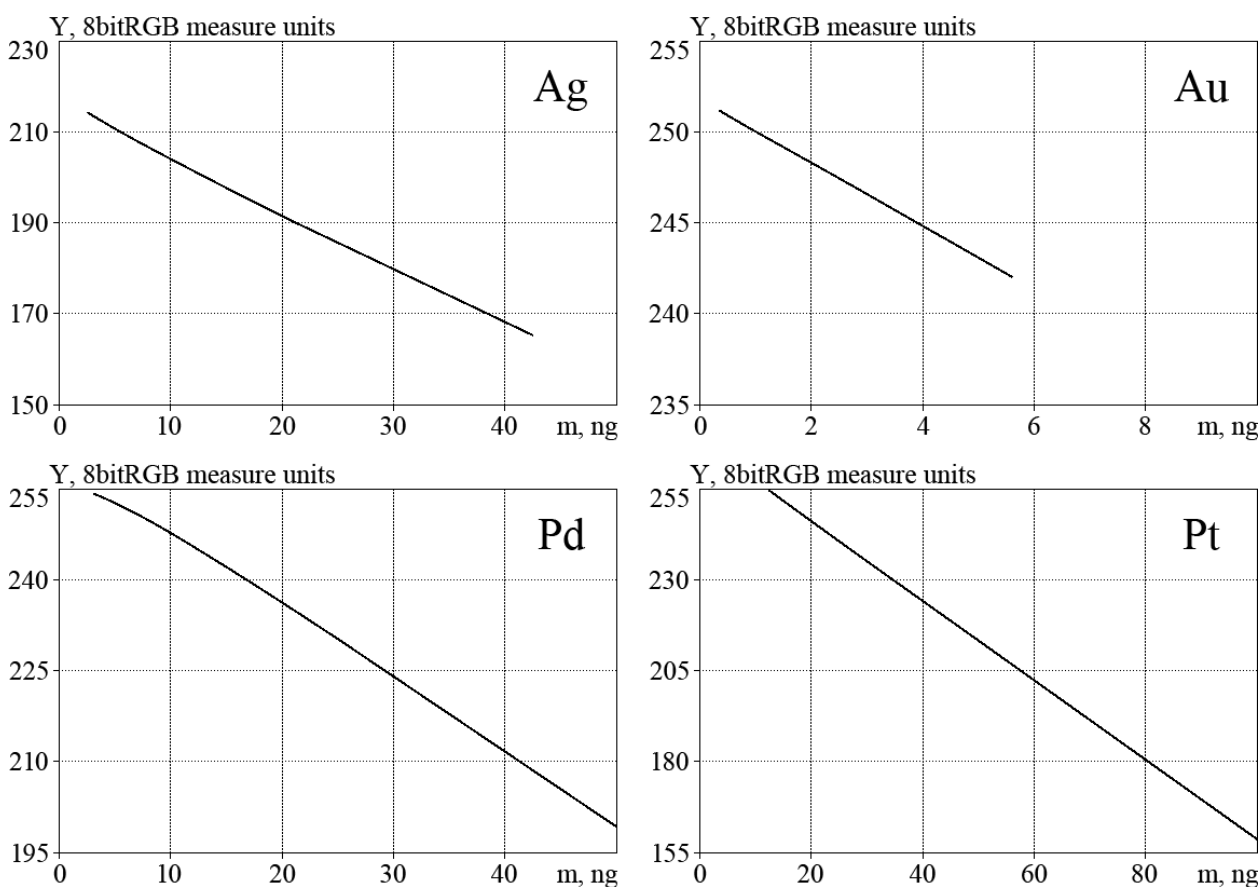 Y, 8bitRGB measure units
Ag
230
210
190
170
150
0 10 20 30 40 m, ng
Y, 8bitRGB measure units
Au
255
250
245
240
235
0 2 4 6 8 m, ng
Y, 8bitRGB measure units
Pd
255
240
225
210
195
0 10 20 30 40 m, ng
Y, 8bitRGB measure units
Pt
255
230
205
180
155
0 20 40 60 80 m, ng